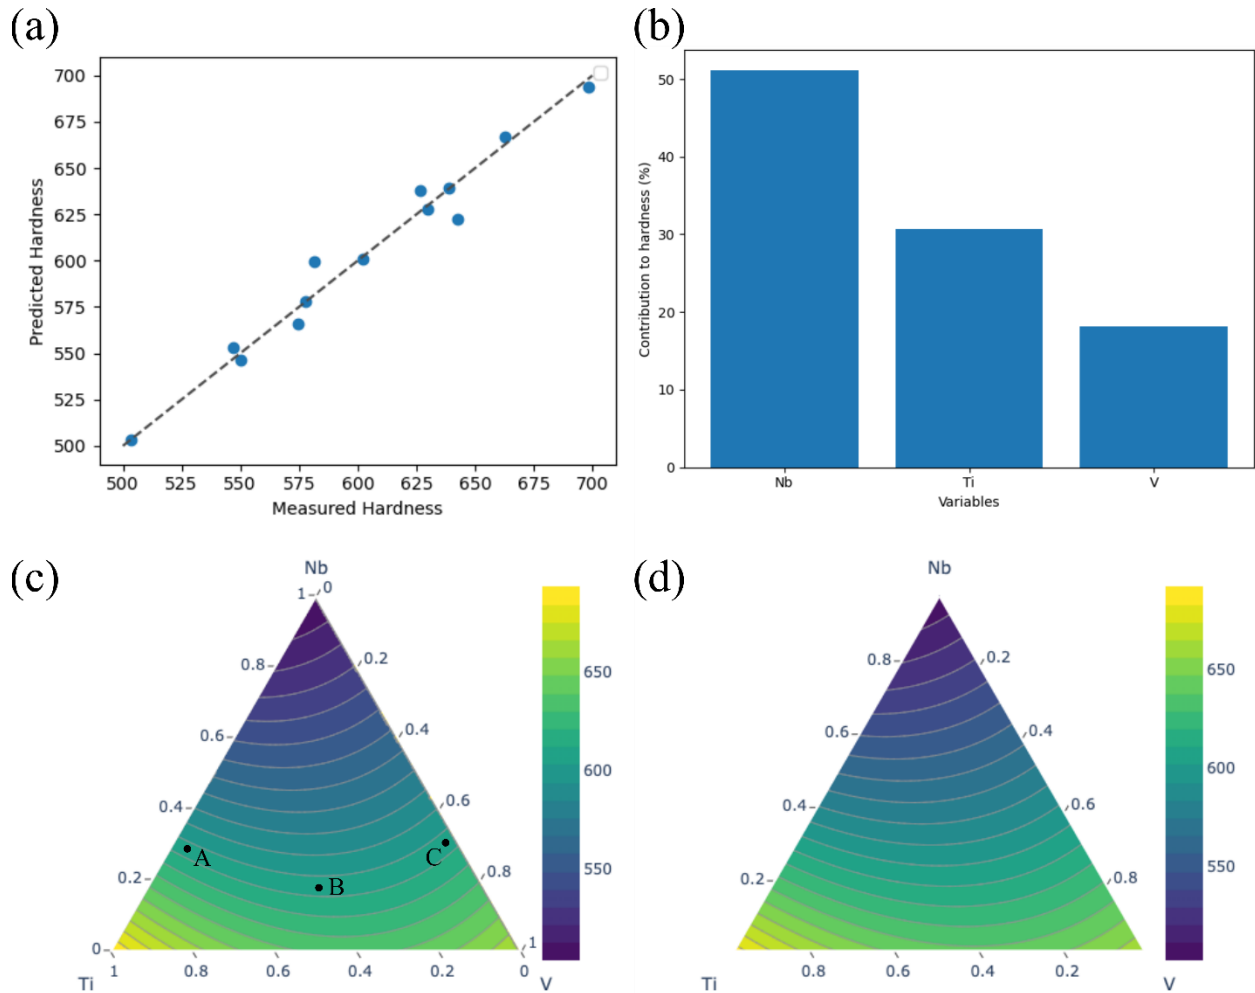 (a)
700
675
650
625
600
575
550
525
500
Predicted Hardness
500 525 550 575 600 625 650 675 700
Measured Hardness
(b)
50
40
30
20
10
0
Contribution to hardness (%)
Nb Ti V
Variables
(c)
Nb
1 0
0.8 0.2
0.6 0.4
0.4 0.6
0.2 0.8
0 1
A
B
C
1 0.8 0.6 0.4 0.2 0
Ti V
650
600
550
(d)
Nb
0.8 0.2
0.6 0.4
0.4 0.6
0.2 0.8
0.8 0.6 0.4 0.2
Ti V
650
600
550